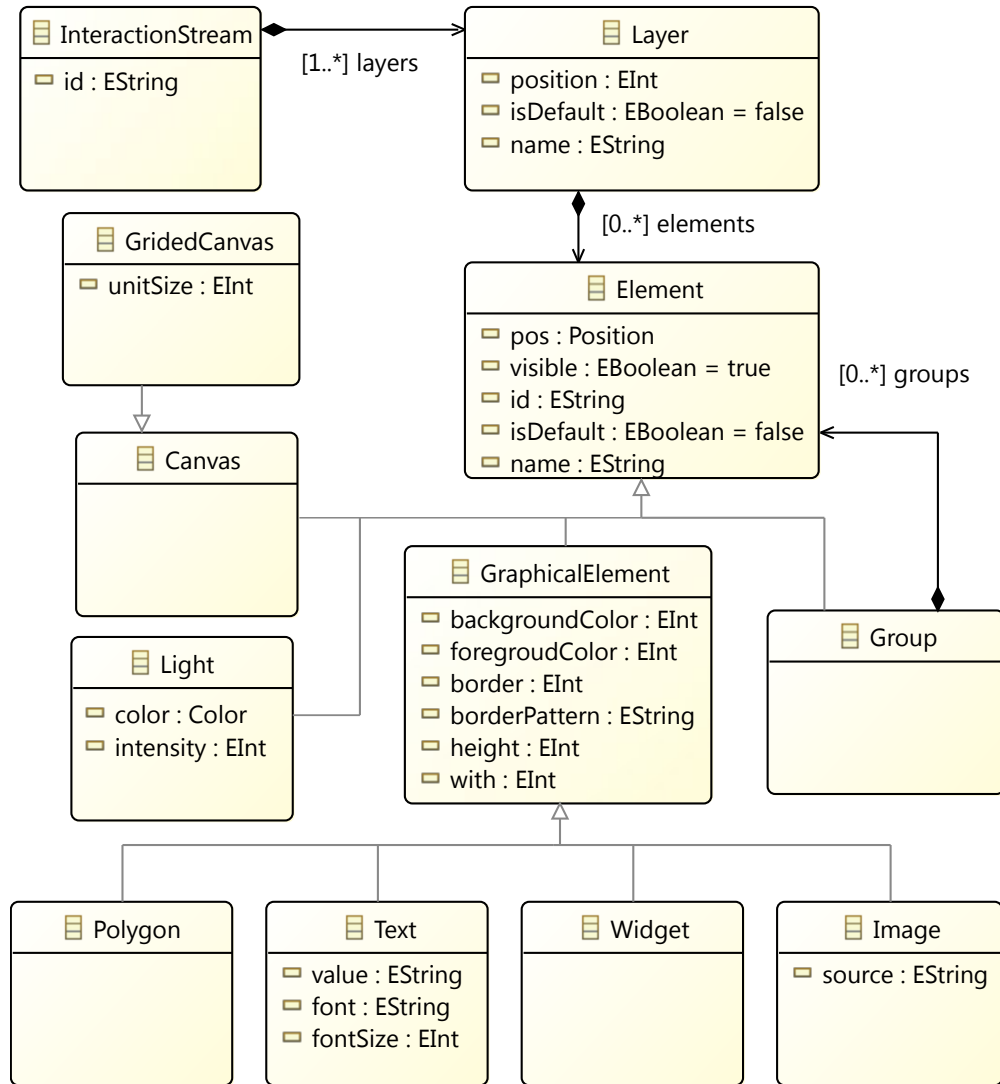 InteractionStream
id : EString
[1..*] layers
Layer
position : EInt
isDefault : EBoolean = false
name : EString
[0..*] elements
GridedCanvas
unitSize : EInt
Element
pos : Position
visible : EBoolean = true
id : EString
isDefault : EBoolean = false
name : EString
[0..*] groups
Canvas
GraphicalElement
backgroundColor : EInt
foregroudColor : EInt
border : EInt
borderPattern : EString
height : EInt
with : EInt
Group
Light
color : Color
intensity : EInt
Polygon
Text
value : EString
font : EString
fontSize : EInt
Widget
Image
source : EString